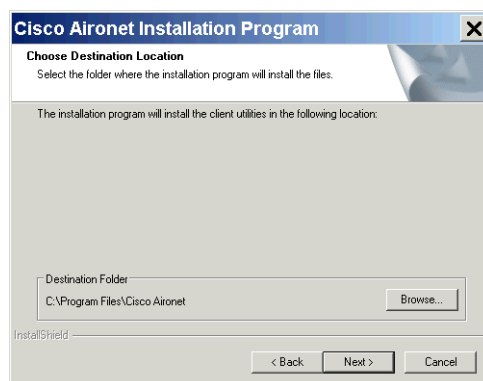 Cisco Aironet Installation Program
Choose Destination Location
Select the folder where the installation program will install the files.
The installation program will install the client utilities in the following location:
Destination Folder
C:\Program Files\Cisco Aironet
Browse...
InstallShield
< Back
Next >
Cancel